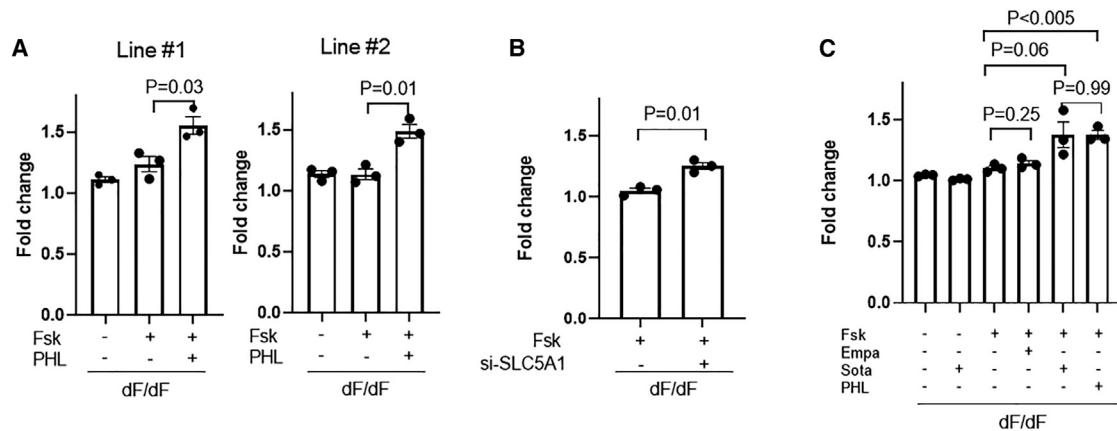 A
Line #1
Line #2
P=0.03
P=0.01
Fold change
1.5
1.0
0.5
0.0
Fold change
1.5
1.0
0.5
0.0
Fsk - + +
PHL - - +
dF/dF
- + +
- - +
dF/dF
B
P=0.01
Fold change
1.5
1.0
0.5
0.0
Fsk + +
si-SLC5A1 - +
dF/dF
C
P<0.005
P=0.06
P=0.99
P=0.25
Fold change
1.5
1.0
0.5
0.0
Fsk - - + + + +
Empa - - - + - -
Sota - + - - + -
PHL - - - - - +
dF/dF